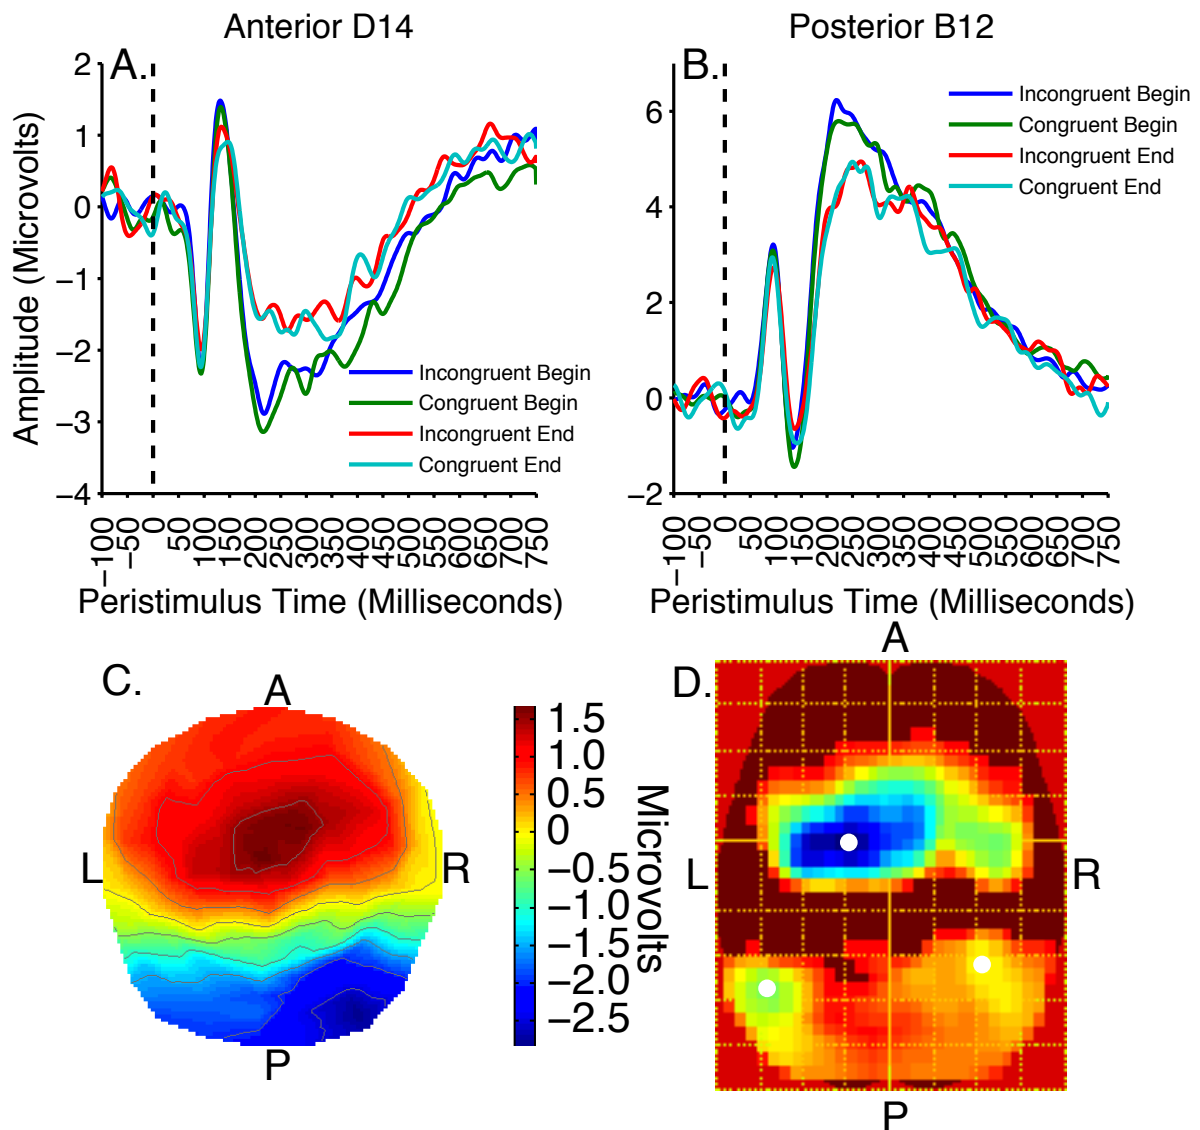 Anterior D14
Posterior B12
A.
2
1
0
−1
−2
−3
−4
Amplitude (Microvolts)
Incongruent Begin
Congruent Begin
Incongruent End
Congruent End
−100
−50
0
50
100
150
200
250
300
350
400
450
500
550
600
650
700
750
Peristimulus Time (Milliseconds)
B.
6
4
2
0
−2
Incongruent Begin
Congruent Begin
Incongruent End
Congruent End
−100
−50
0
50
100
150
200
250
300
350
400
450
500
550
600
650
700
750
Peristimulus Time (Milliseconds)
C.
A
L
R
P
1.5
1.0
0.5
0
−0.5
−1.0
−1.5
−2.0
−2.5
Microvolts
D.
A
L
R
P